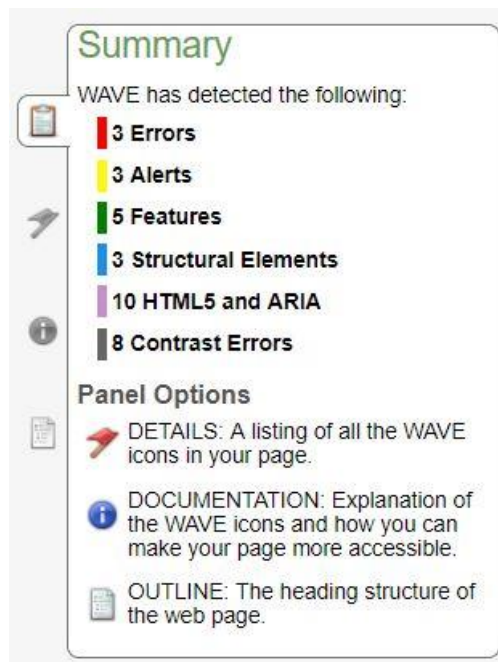 Summary
WAVE has detected the following:
3 Errors
3 Alerts
5 Features
3 Structural Elements
10 HTML5 and ARIA
8 Contrast Errors
Panel Options
DETAILS: A listing of all the WAVE
icons in your page.
DOCUMENTATION: Explanation of
the WAVE icons and how you can
make your page more accessible.
OUTLINE: The heading structure of
the web page.